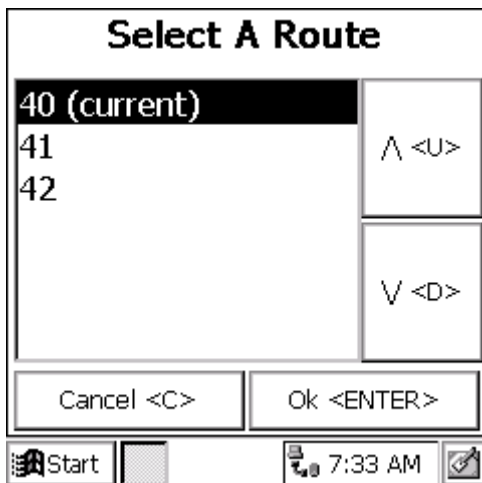 Select A Route
40 (current)
41
42
/\ <U>
\/ <D>
Cancel <C>
Ok <ENTER>
Start
7:33 AM